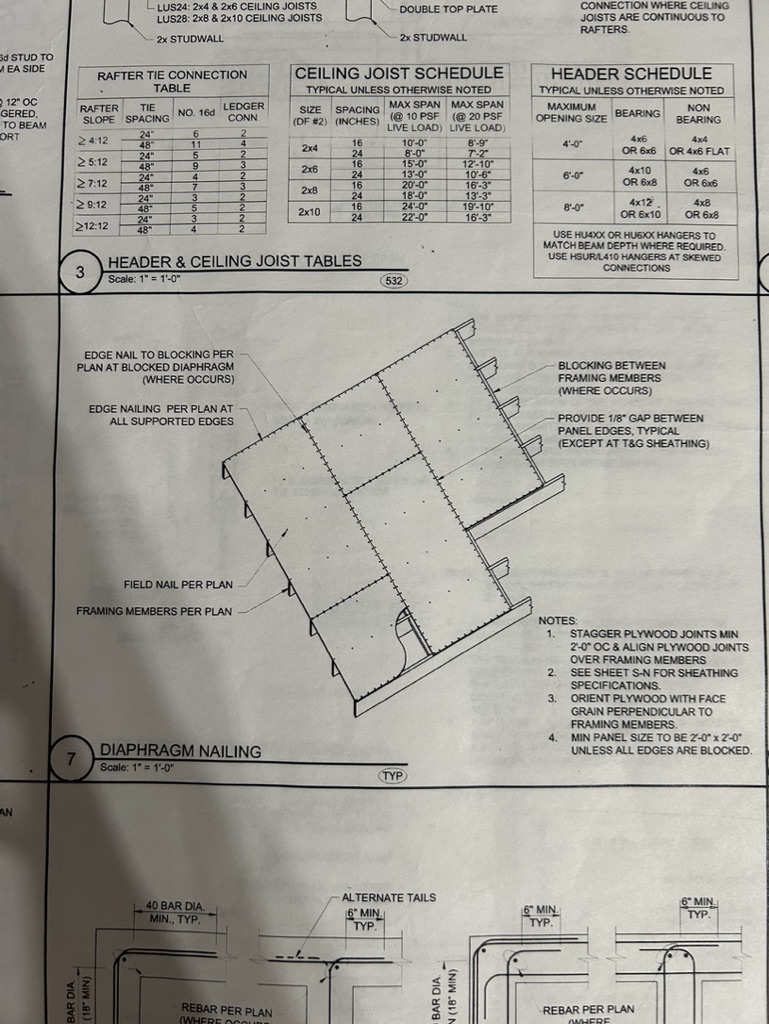 LUS24: 2x4 & 2x6 CEILING JOISTS
LUS28: 2x8 & 2x10 CEILING JOISTS
2x STUDWALL
DOUBLE TOP PLATE
2x STUDWALL
CONNECTION WHERE CEILING
JOISTS ARE CONTINUOUS TO
RAFTERS.
6d STUD TO
EA SIDE
12" OC
TO BEAM
RAFTER TIE CONNECTION
TABLE
RAFTER SLOPE TIE SPACING NO. 16d LEDGER CONN
≥ 4:12 24" 6 2
48" 11 4
≥ 5:12 24" 5 2
48" 9 3
≥ 7:12 24" 4 2
48" 7 3
≥ 9:12 24" 3 2
48" 5 2
≥12:12 24" 3 2
48" 4 2
CEILING JOIST SCHEDULE
TYPICAL UNLESS OTHERWISE NOTED
SIZE (DF #2) SPACING (INCHES) MAX SPAN (@ 10 PSF LIVE LOAD) MAX SPAN (@ 20 PSF LIVE LOAD)
2x4 16 10'-0" 8'-9"
24 8'-0" 7'-2"
2x6 16 15'-0" 12'-10"
24 13'-0" 10'-6"
2x8 16 20'-0" 16'-3"
24 18'-0" 13'-3"
2x10 16 24'-0" 19'-10"
24 22'-0" 16'-3"
HEADER SCHEDULE
TYPICAL UNLESS OTHERWISE NOTED
MAXIMUM OPENING SIZE BEARING NON BEARING
4'-0" 4x6 OR 6x6 4x4 OR 4x6 FLAT
6'-0" 4x10 OR 6x8 4x6 OR 6x6
8'-0" 4x12 OR 6x10 4x8 OR 6x8
USE HU4XX OR HU6XX HANGERS TO
MATCH BEAM DEPTH WHERE REQUIRED.
USE HSUR/L410 HANGERS AT SKEWED
CONNECTIONS
3 HEADER & CEILING JOIST TABLES
Scale: 1" = 1'-0"
532
EDGE NAIL TO BLOCKING PER
PLAN AT BLOCKED DIAPHRAGM
(WHERE OCCURS)
EDGE NAILING PER PLAN AT
ALL SUPPORTED EDGES
BLOCKING BETWEEN
FRAMING MEMBERS
(WHERE OCCURS)
PROVIDE 1/8" GAP BETWEEN
PANEL EDGES, TYPICAL
(EXCEPT AT T&G SHEATHING)
FIELD NAIL PER PLAN
FRAMING MEMBERS PER PLAN
NOTES:
1. STAGGER PLYWOOD JOINTS MIN
2'-0" OC & ALIGN PLYWOOD JOINTS
OVER FRAMING MEMBERS
2. SEE SHEET S-N FOR SHEATHING
SPECIFICATIONS.
3. ORIENT PLYWOOD WITH FACE
GRAIN PERPENDICULAR TO
FRAMING MEMBERS.
4. MIN PANEL SIZE TO BE 2'-0" x 2'-0"
UNLESS ALL EDGES ARE BLOCKED.
7 DIAPHRAGM NAILING
Scale: 1" = 1'-0"
TYP
40 BAR DIA.
MIN., TYP.
ALTERNATE TAILS
6" MIN.
TYP.
6" MIN.
TYP.
6" MIN.
TYP.
BAR DIA.
(18" MIN)
REBAR PER PLAN
(WHERE OCCURS
BAR DIA.
(18" MIN)
REBAR PER PLAN
(WHERE